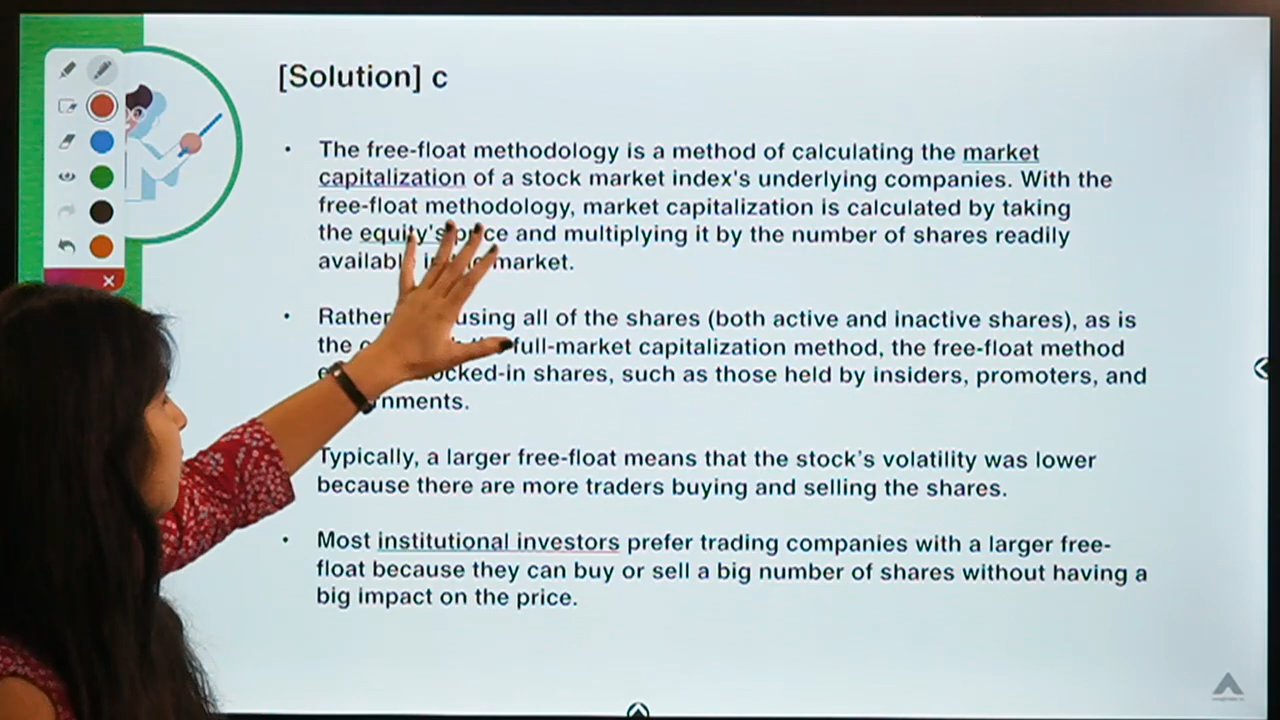 [Solution] c
• The free-float methodology is a method of calculating the market
capitalization of a stock market index's underlying companies. With the
free-float methodology, market capitalization is calculated by taking
the equity's price and multiplying it by the number of shares readily
market.
• Rather using all of the shares (both active and inactive shares), as is
the full-market capitalization method, the free-float method
shares, such as those held by insiders, promoters, and
Typically, a larger free-float means that the stock's volatility was lower
because there are more traders buying and selling the shares.
• Most institutional investors prefer trading companies with a larger free-
float because they can buy or sell a big number of shares without having a
big impact on the price.